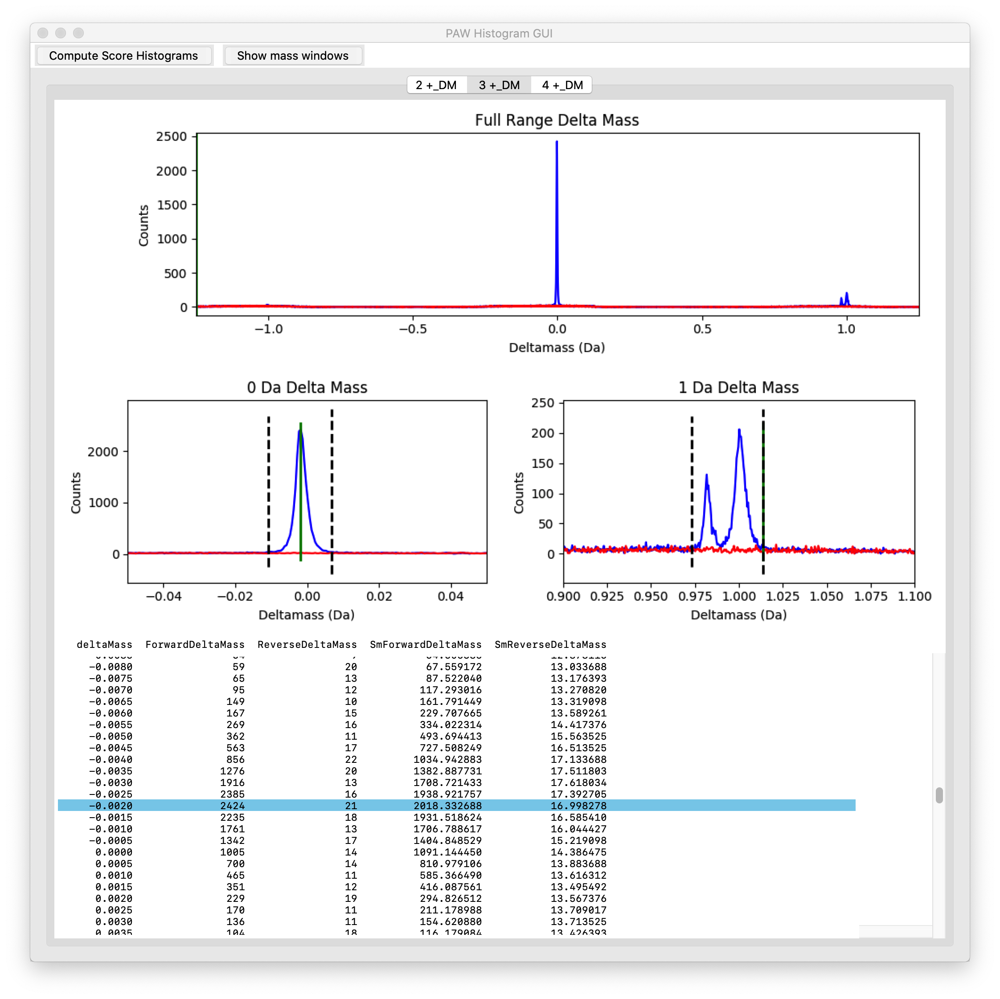 PAW Histogram GUI
Compute Score Histograms Show mass windows
2 +_DM 3 +_DM 4 +_DM
Full Range Delta Mass
2500
2000
1500
1000
500
0
Counts
−1.0 −0.5 0.0 0.5 1.0
Deltamass (Da)
0 Da Delta Mass
2000
1000
0
Counts
−0.04 −0.02 0.00 0.02 0.04
Deltamass (Da)
1 Da Delta Mass
250
200
150
100
50
0
Counts
0.900 0.925 0.950 0.975 1.000 1.025 1.050 1.075 1.100
Deltamass (Da)
deltaMass ForwardDeltaMass ReverseDeltaMass SmForwardDeltaMass SmReverseDeltaMass
-0.0080 59 20 67.559172 13.033688
-0.0075 65 13 87.522040 13.176393
-0.0070 95 12 117.293016 13.270820
-0.0065 149 10 161.791449 13.319098
-0.0060 167 15 229.707665 13.589261
-0.0055 269 16 334.022314 14.417376
-0.0050 362 11 493.694413 15.563525
-0.0045 563 17 727.508249 16.513525
-0.0040 856 22 1034.942883 17.133688
-0.0035 1276 20 1382.887731 17.511803
-0.0030 1916 13 1708.721433 17.618034
-0.0025 2385 16 1938.921757 17.392705
-0.0020 2424 21 2018.332688 16.998278
-0.0015 2235 18 1931.518624 16.585410
-0.0010 1761 13 1706.788617 16.044427
-0.0005 1342 17 1404.848529 15.219098
0.0000 1005 14 1091.144450 14.386475
0.0005 700 14 810.979106 13.883688
0.0010 465 11 585.366490 13.616312
0.0015 351 12 416.087561 13.495492
0.0020 229 19 294.826512 13.567376
0.0025 170 11 211.178988 13.709017
0.0030 136 11 154.620880 13.713525
0.0035 104 18 116.179084 13.426393